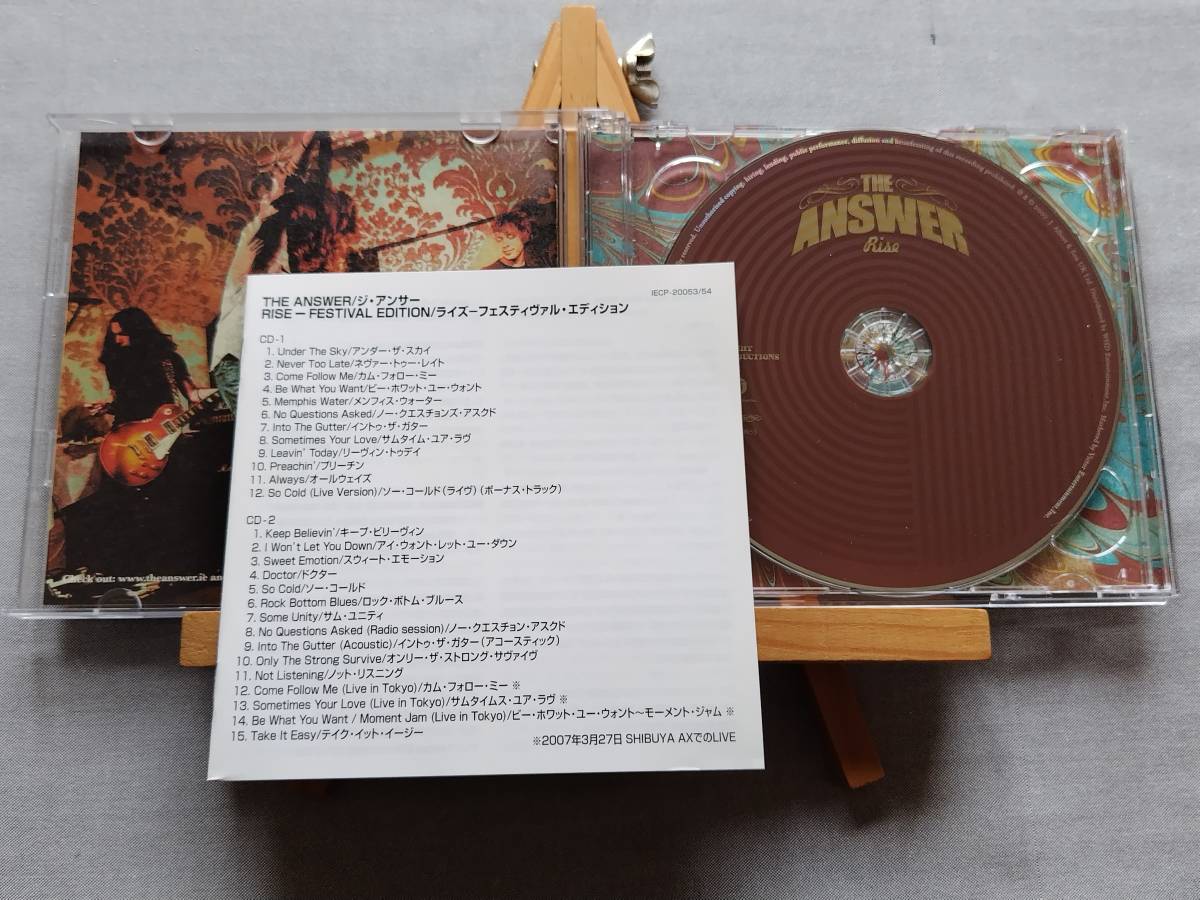 THE ANSWER/ジ・アンサー
RISE－FESTIVAL EDITION/ライズ－フェスティヴァル・エディション
IECP-20053/54
CD-1
1. Under The Sky/アンダー・ザ・スカイ
2. Never Too Late/ネヴァー・トゥー・レイト
3. Come Follow Me/カム・フォロー・ミー
4. Be What You Want/ビー・ホワット・ユー・ウォント
5. Memphis Water/メンフィス・ウォーター
6. No Questions Asked/ノー・クエスチョンズ・アスクド
7. Into The Gutter/イントゥ・ザ・ガター
8. Sometimes Your Love/サムタイム・ユア・ラヴ
9. Leavin' Today/リーヴィン・トゥデイ
10. Preachin'/プリーチン
11. Always/オールウェイズ
12. So Cold (Live Version)/ソー・コールド（ライヴ）（ボーナス・トラック）
CD-2
1. Keep Believin'/キープ・ビリーヴィン
2. I Won't Let You Down/アイ・ウォント・レット・ユー・ダウン
3. Sweet Emotion/スウィート・エモーション
4. Doctor/ドクター
5. So Cold/ソー・コールド
6. Rock Bottom Blues/ロック・ボトム・ブルース
7. Some Unity/サム・ユニティ
8. No Questions Asked (Radio session)/ノー・クエスチョン・アスクド
9. Into The Gutter (Acoustic)/イントゥ・ザ・ガター（アコースティック）
10. Only The Strong Survive/オンリー・ザ・ストロング・サヴァイヴ
11. Not Listening/ノット・リスニング
12. Come Follow Me (Live in Tokyo)/カム・フォロー・ミー ※
13. Sometimes Your Love (Live in Tokyo)/サムタイムス・ユア・ラヴ ※
14. Be What You Want / Moment Jam (Live in Tokyo)/ビー・ホワット・ユー・ウォント～モーメント・ジャム ※
15. Take It Easy/テイク・イット・イージー
※2007年3月27日 SHIBUYA AXでのLIVE
Check out: www.theanswer.ie an
THE
ANSWER
Rise
Unauthorised copying, hiring, lending, public performance, diffusion and broadcasting of this recording prohibited.